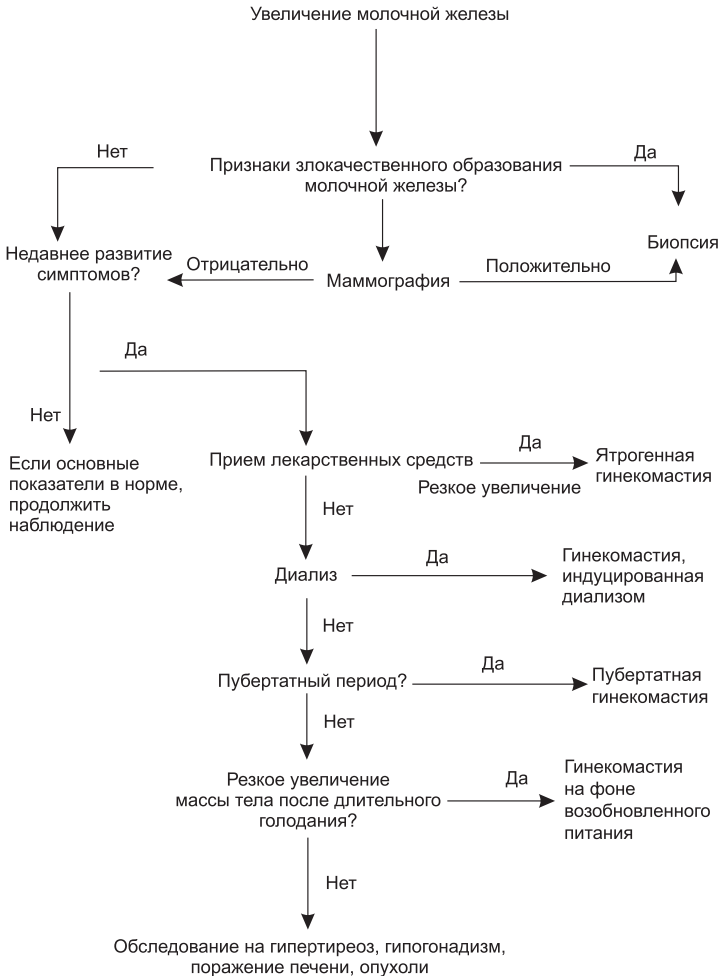 Увеличение молочной железы
Нет
Признаки злокачественного образования
молочной железы?
Да
Недавнее развитие
симптомов?
Отрицательно
Маммография
Положительно
Биопсия
Да
Нет
Если основные
показатели в норме,
продолжить
наблюдение
Прием лекарственных средств
Да
Резкое увеличение
Ятрогенная
гинекомастия
Нет
Диализ
Да
Гинекомастия,
индуцированная
диализом
Нет
Пубертатный период?
Да
Пубертатная
гинекомастия
Нет
Резкое увеличение
массы тела после длительного
голодания?
Да
Гинекомастия
на фоне
возобновленного
питания
Нет
Обследование на гипертиреоз, гипогонадизм,
поражение печени, опухоли